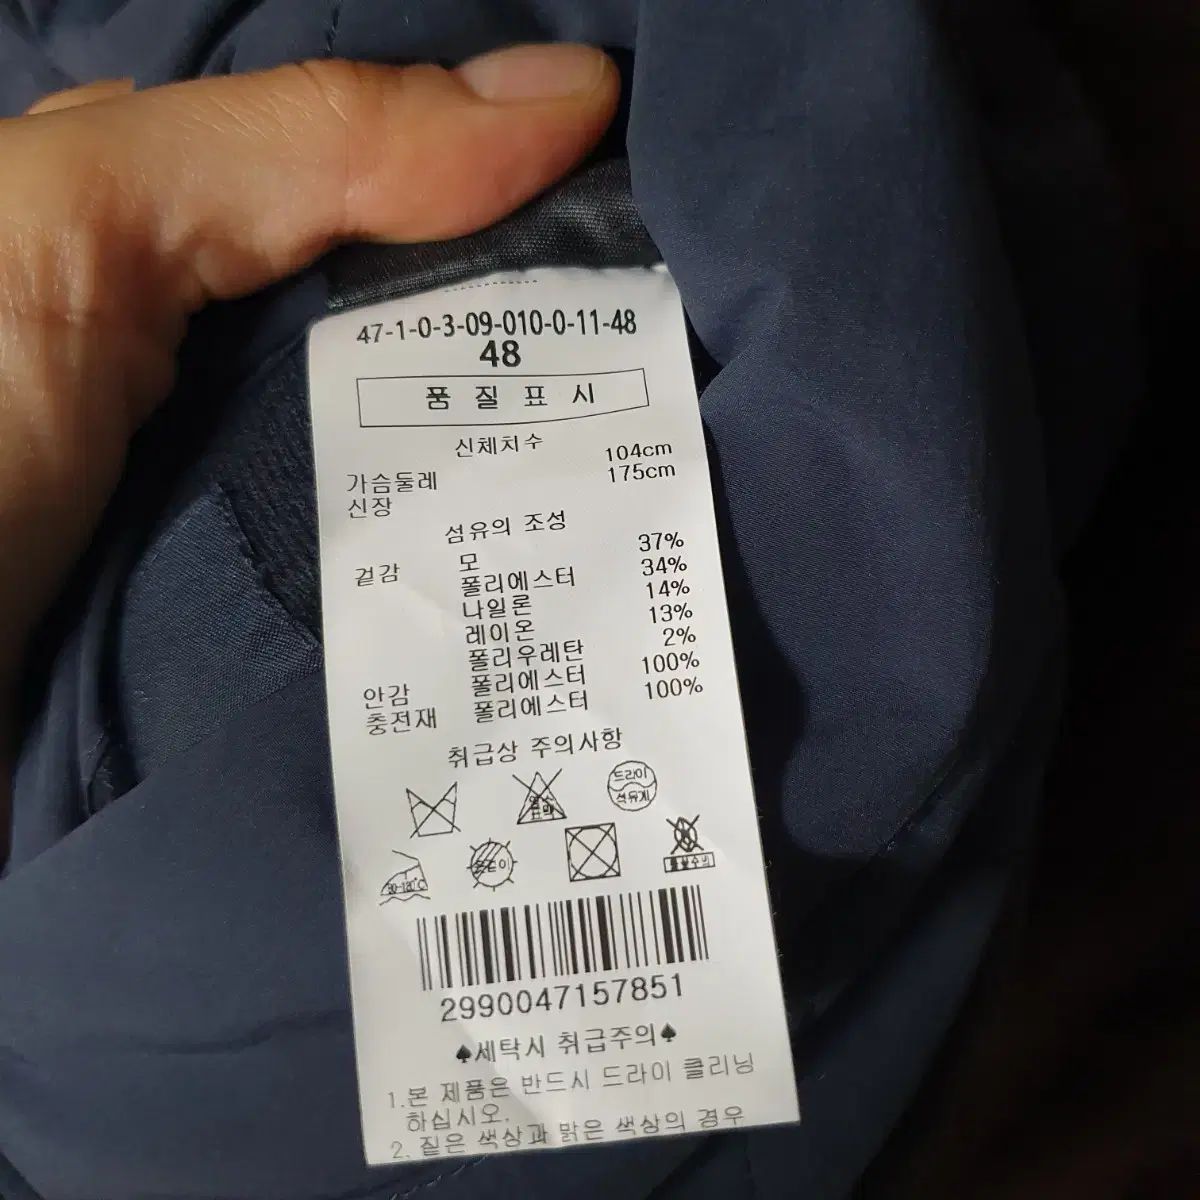 47-1-0-3-09-010-0-11-48
48
품 질 표 시
신체치수
가슴둘레 104cm
신장 175cm
섬유의 조성
겉감 모 37%
폴리에스터 34%
나일론 14%
레이온 13%
폴리우레탄 2%
안감 폴리에스터 100%
충전재 폴리에스터 100%
취급상 주의사항
드라이
석유계
80-120℃
2990047157851
♠세탁시 취급주의♠
1.본 제품은 반드시 드라이 클리닝
하십시오.
2. 짙은 색상과 밝은 색상의 경우